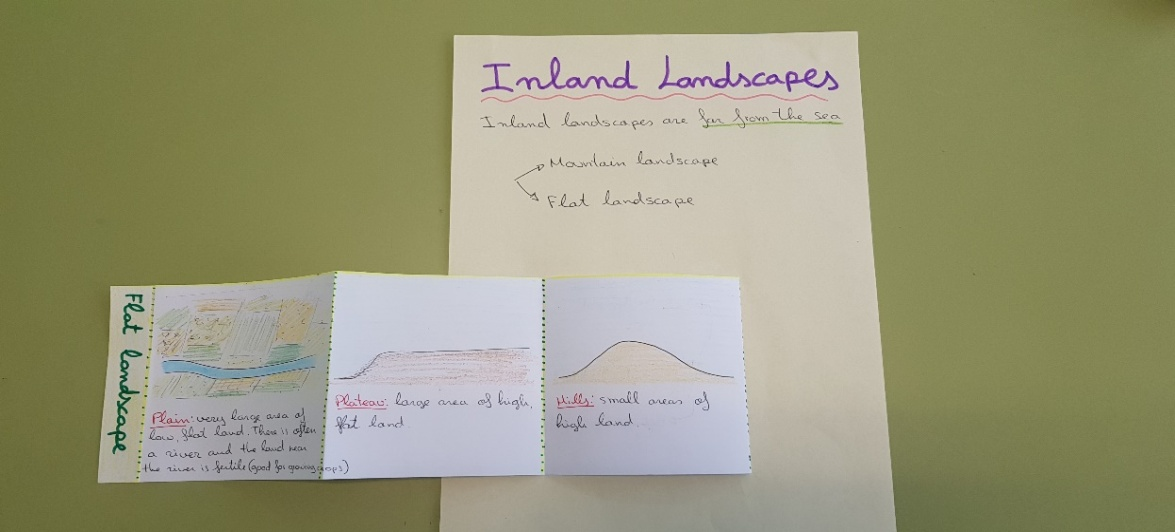 Inland Landscapes
Inland landscapes are far from the sea
Mountain landscape
Flat landscape
Flat landscape
Plain: very large area of
low, flat land. There is often
a river and the land near
the river is fertile (good for growing crops)
Plateau: large area of high,
flat land.
Hills: small areas of
high land.